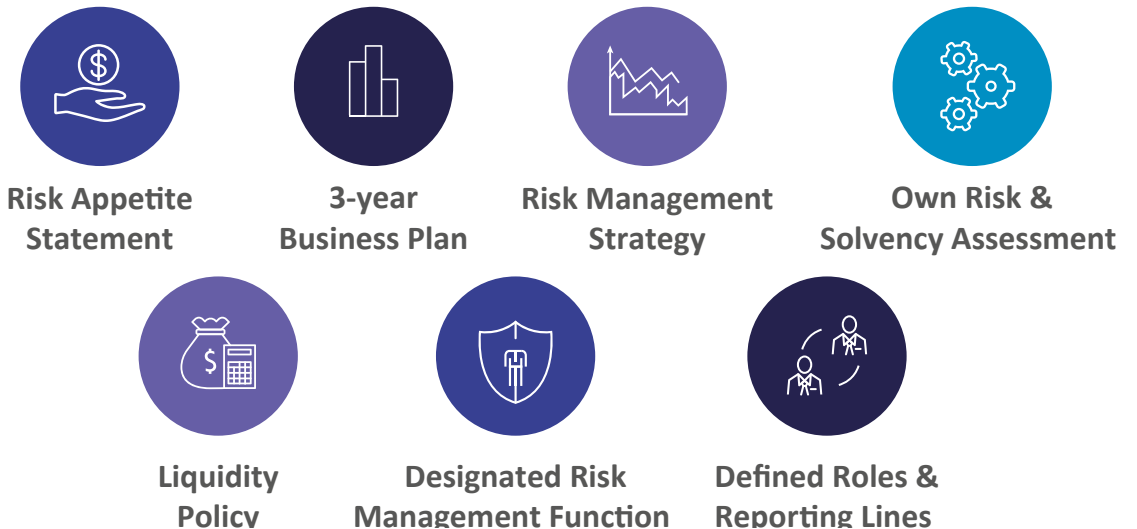 $
Risk Appetite
Statement
3-year
Business Plan
Risk Management
Strategy
Own Risk &
Solvency Assessment
$
Liquidity
Policy
Designated Risk
Management Function
Defined Roles &
Reporting Lines